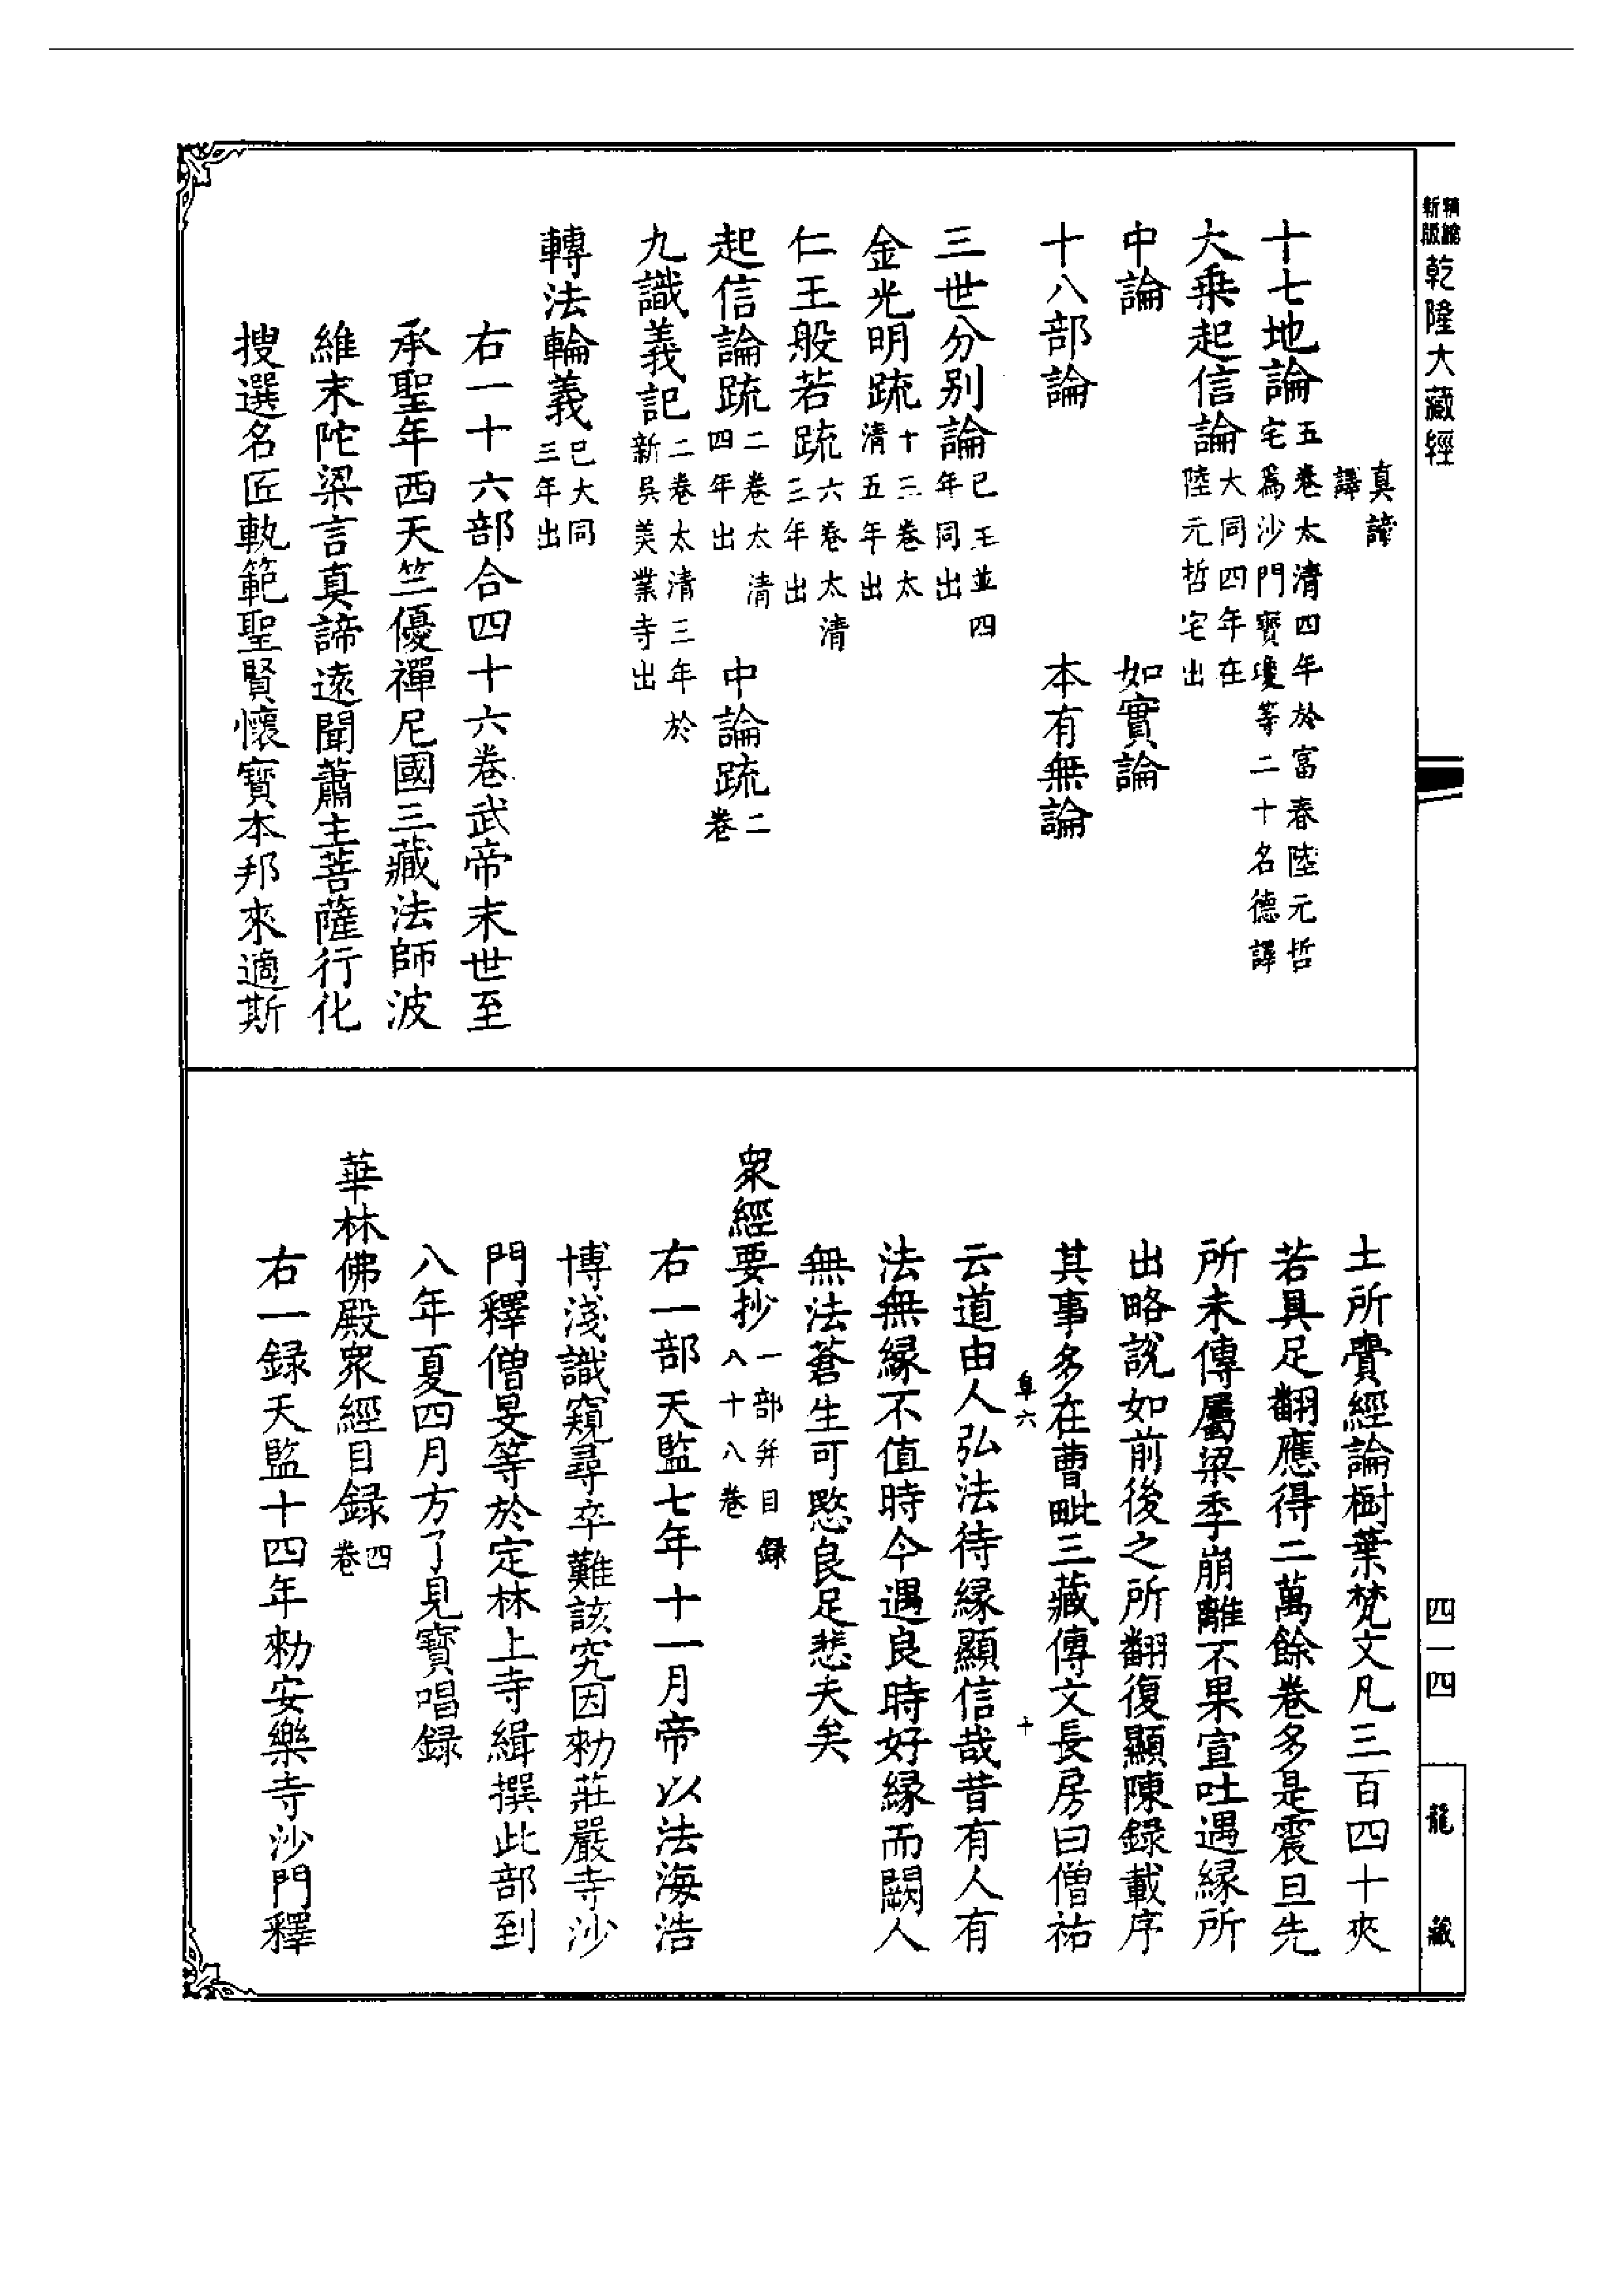 精縮新版乾隆大藏經
真諦
譯
十七地論五卷太清四年於富春陸元哲宅爲沙門寶瓊等二十名德譯
大乘起信論大同四年在陸元哲宅出
中論　如實論
十八部論　本有無論
三世分别論已上並四年同出
金光明䟽十三卷太清五年出
仁王般若䟽六卷太清三年出
起信論䟽二卷太清四年出　中論䟽二卷
九識義記二卷太清三年於新吳美業寺出
轉法輪義已大同三年出
右一十六部合四十六卷武帝末世至
承聖年西天竺優禪尼國三藏法師波
維末陀梁言真諦遠聞蕭主菩薩行化
搜選名匠軌範聖賢懷寶本邦來適斯
土所賷經論樹葉梵文凡三百四十夾
若具足翻應得二萬餘卷多是震旦先
所未傳屬梁季崩離不果宣吐遇縁所
出略說如前後之所翻復顯陳録載序
其事多在曹毗三藏傳文長房曰僧祐
阜六　十
云道由人弘法待縁顯信哉昔有人有
法無縁不值時今遇良時好縁而闕人
無法蒼生可愍良足悲夫矣
衆經要抄一部并目録八十八卷
右一部天監七年十一月帝以法海浩
博淺識窺尋卒難該究因勑莊嚴寺沙
門釋僧旻等於定林上寺緝撰此部到
八年夏四月方了見寶唱録
華林佛殿衆經目録四卷
右一録天監十四年勑安樂寺沙門釋
四一四
龍藏